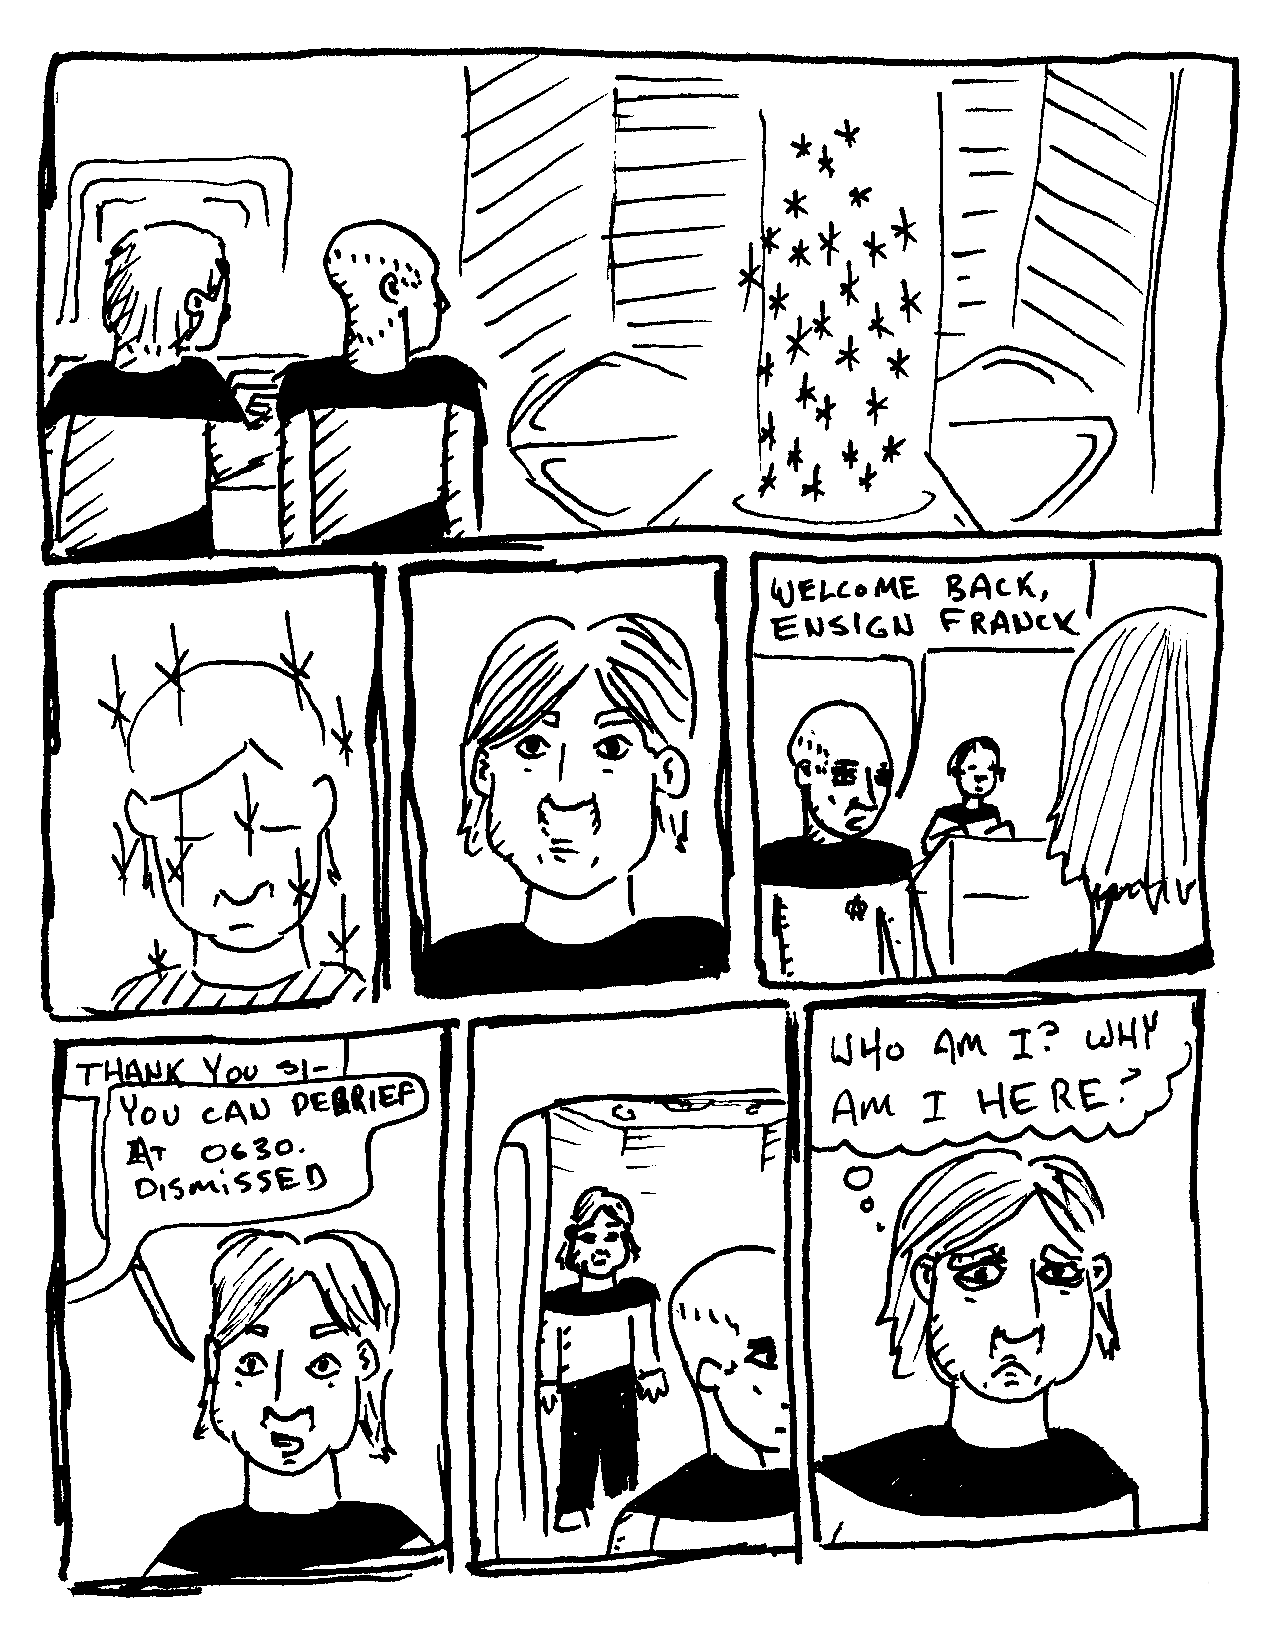 WELCOME BACK,
ENSIGN FRANCK
THANK YOU SI-
YOU CAN DEBRIEF
AT 0630.
DISMISSED
WHO AM I? WHY
AM I HERE?